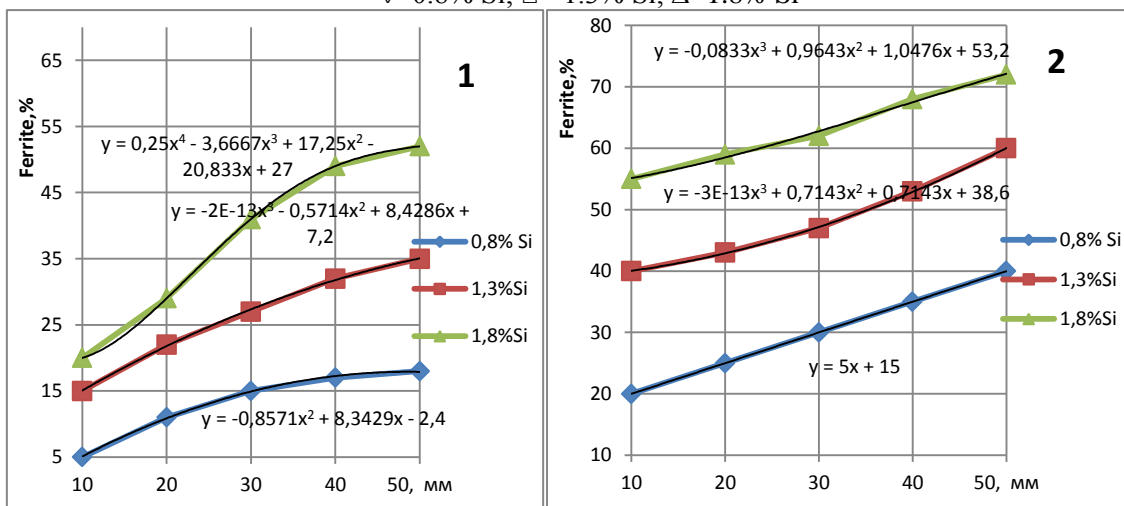 1
Ferrite,%
65
55
45
35
25
15
5
y = 0,25x⁴ - 3,6667x³ + 17,25x² -
20,833x + 27
y = -2E-13x³ - 0,5714x² + 8,4286x +
7,2
y = -0,8571x² + 8,3429x - 2,4
0,8% Si
1,3%Si
1,8%Si
10 20 30 40 50, мм
2
Ferrite,%
80
70
60
50
40
30
20
10
y = -0,0833x³ + 0,9643x² + 1,0476x + 53,2
y = -3E-13x³ + 0,7143x² + 0,7143x + 38,6
y = 5x + 15
0,8% Si
1,3%Si
1,8%Si
10 20 30 40 50, мм